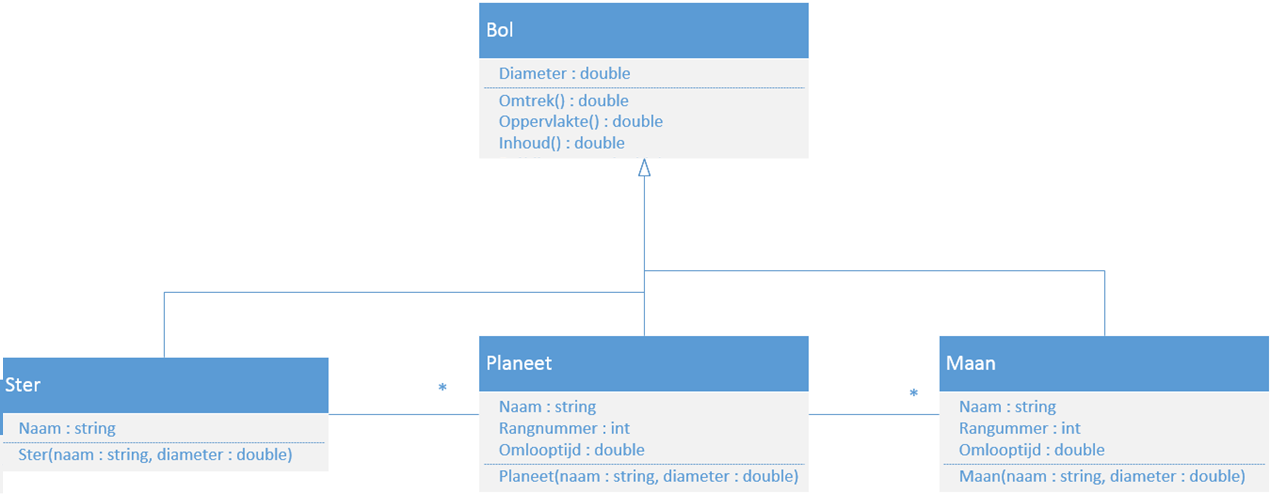 Bol
Diameter : double
Omtrek() : double
Oppervlakte() : double
Inhoud() : double
Ster
Naam : string
Ster(naam : string, diameter : double)
*
Planeet
Naam : string
Rangnummer : int
Omlooptijd : double
Planeet(naam : string, diameter : double)
*
Maan
Naam : string
Rangummer : int
Omlooptijd : double
Maan(naam : string, diameter : double)